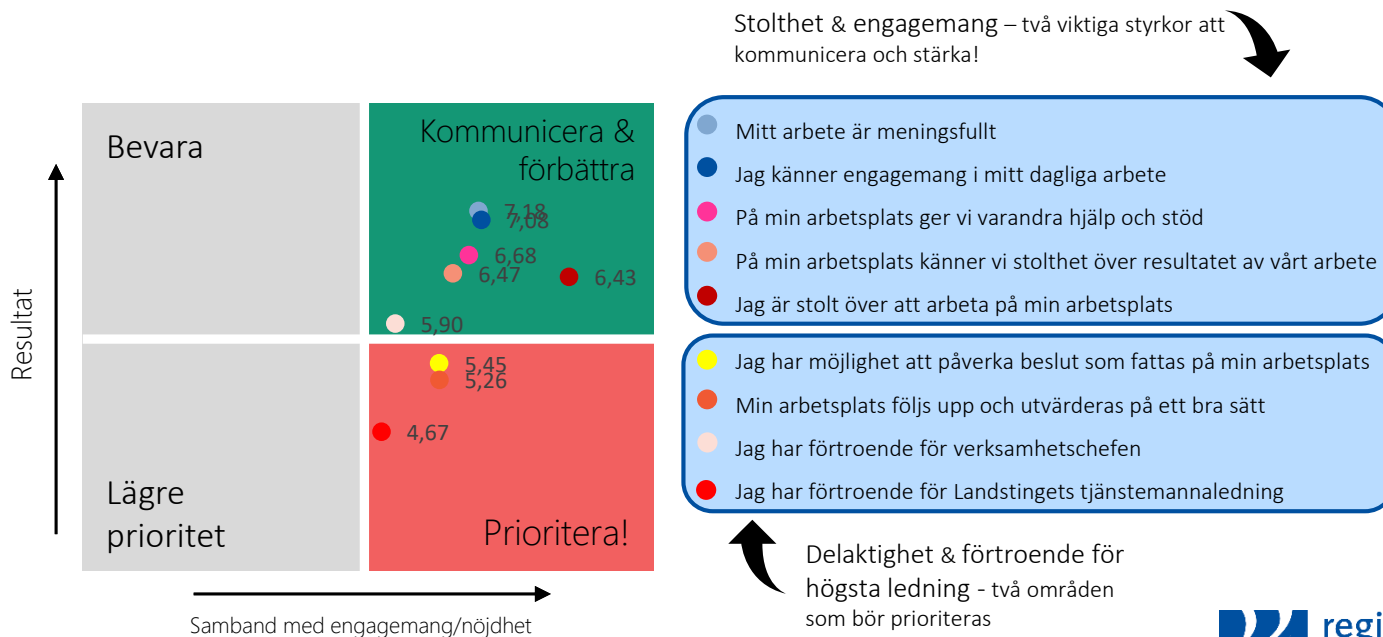 Stolthet & engagemang – två viktiga styrkor att
kommunicera och stärka!
Bevara
Kommunicera &
förbättra
7,18
7,08
6,68
6,47
6,43
5,90
5,45
5,26
4,67
Lägre
prioritet
Prioritera!
Resultat
Samband med engagemang/nöjdhet
Mitt arbete är meningsfullt
Jag känner engagemang i mitt dagliga arbete
På min arbetsplats ger vi varandra hjälp och stöd
På min arbetsplats känner vi stolthet över resultatet av vårt arbete
Jag är stolt över att arbeta på min arbetsplats
Jag har möjlighet att påverka beslut som fattas på min arbetsplats
Min arbetsplats följs upp och utvärderas på ett bra sätt
Jag har förtroende för verksamhetschefen
Jag har förtroende för Landstingets tjänstemannaledning
Delaktighet & förtroende för
högsta ledning - två områden
som bör prioriteras